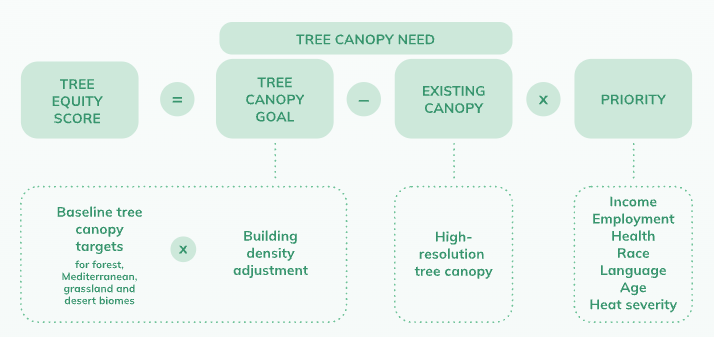 TREE CANOPY NEED
TREE
EQUITY
SCORE
=
TREE
CANOPY
GOAL
–
EXISTING
CANOPY
x
PRIORITY
Baseline tree
canopy
targets
for forest,
Mediterranean,
grassland and
desert biomes
x
Building
density
adjustment
High-
resolution
tree canopy
Income
Employment
Health
Race
Language
Age
Heat severity